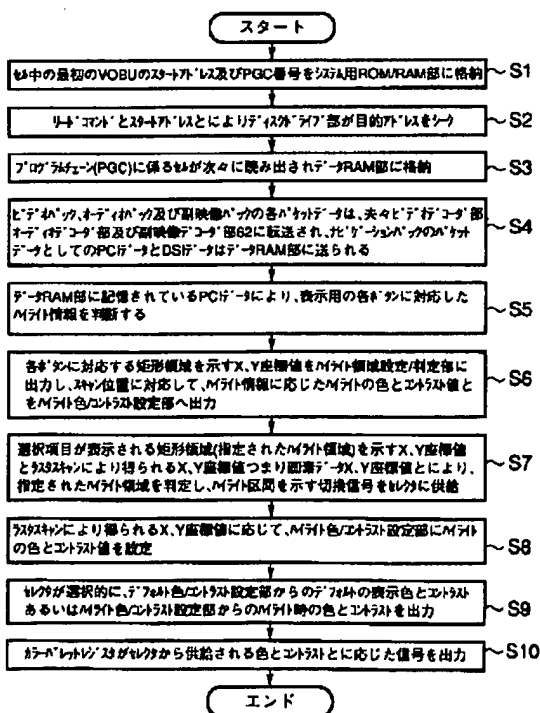 スタート
セル中の最初のVOBUのスタートアドレス及びPGC番号をシステム用ROM/RAM部に格納
S1
リードコマンドとスタートアドレスとによりディスクドライブ部が目的アドレスをシーク
S2
プログラムチェーン(PGC)に係るセルが次々に読み出されデータRAM部に格納
S3
ビデオパック、オーディオパック及び副映像パックの各パケットデータは、夫々ビデオデコーダ部
オーディオデコーダ部及び副映像デコーダ部62に転送され、ナビゲーションパックのパケット
データとしてのPCIデータとDSIデータはデータRAM部に送られる
S4
データRAM部に記憶されているPCIデータにより、表示用の各ボタンに対応した
ハイライト情報を判断する
S5
各ボタンに対応する矩形領域を示すX、Y座標値をハイライト領域設定/判定部に
出力し、スキャン位置に対応して、ハイライト情報に応じたハイライトの色とコントラスト値と
をハイライト色/コントラスト設定部へ出力
S6
選択項目が表示される矩形領域(指定されたハイライト領域)を示すX、Y座標値
とラスタスキャンにより得られるX、Y座標値つまり画素データX、Y座標値とにより、
指定されたハイライト領域を判定し、ハイライト区間を示す切換信号をセレクタに供給
S7
ラスタスキャンにより得られるX、Y座標値に応じて、ハイライト色/コントラスト設定部にハイライト
の色とコントラスト値を設定
S8
セレクタが選択的に、デフォルト色/コントラスト設定部からのデフォルトの表示色とコントラスト
あるいはハイライト色/コントラスト設定部からのハイライト時の色とコントラストを出力
S9
カラーパレットレジスタがセレクタから供給される色とコントラストとに応じた信号を出力
S10
エンド